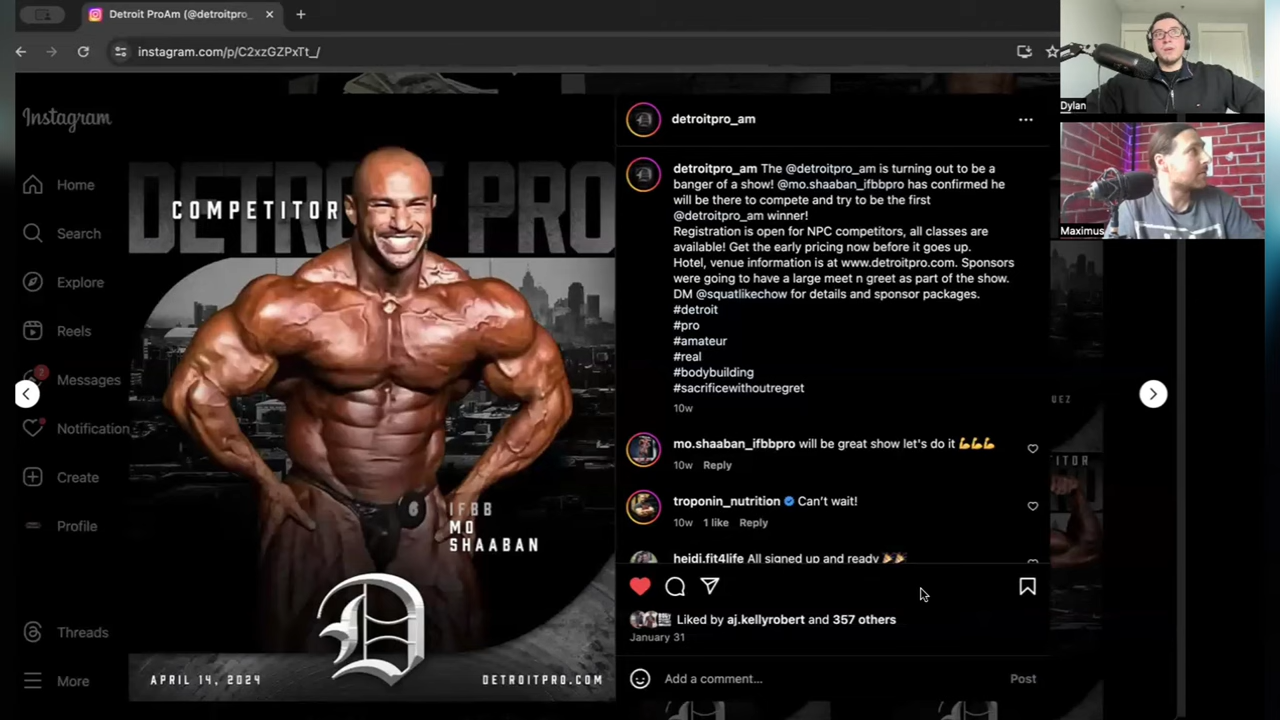 Detroit ProAm (@detroitpro_
instagram.com/p/C2xzGZPxTt_/
Dylan
Maximus
Instagram
Home
Search
Explore
Reels
2
Messages
Notification
Create
Profile
Threads
More
DETROIT PRO
COMPETITOR
6
IFBB
MO
SHAABAN
D
APRIL 14, 2024
DETROITPRO.COM
detroitpro_am
detroitpro_am The @detroitpro_am is turning out to be a
banger of a show! @mo.shaaban_ifbbpro has confirmed he
will be there to compete and try to be the first
@detroitpro_am winner!
Registration is open for NPC competitors, all classes are
available! Get the early pricing now before it goes up.
Hotel, venue information is at www.detroitpro.com. Sponsors
were going to have a large meet n greet as part of the show.
DM @squatlikechow for details and sponsor packages.
#detroit
#pro
#amateur
#real
#bodybuilding
#sacrificewithoutregret
10w
mo.shaaban_ifbbpro will be great show let's do it 💪💪💪
10w Reply
troponin_nutrition Can't wait!
10w 1 like Reply
heidi.fit4life All signed up and ready 🎉🎉
Liked by aj.kellyrobert and 357 others
January 31
Add a comment...
Post
UEZ
ITOR